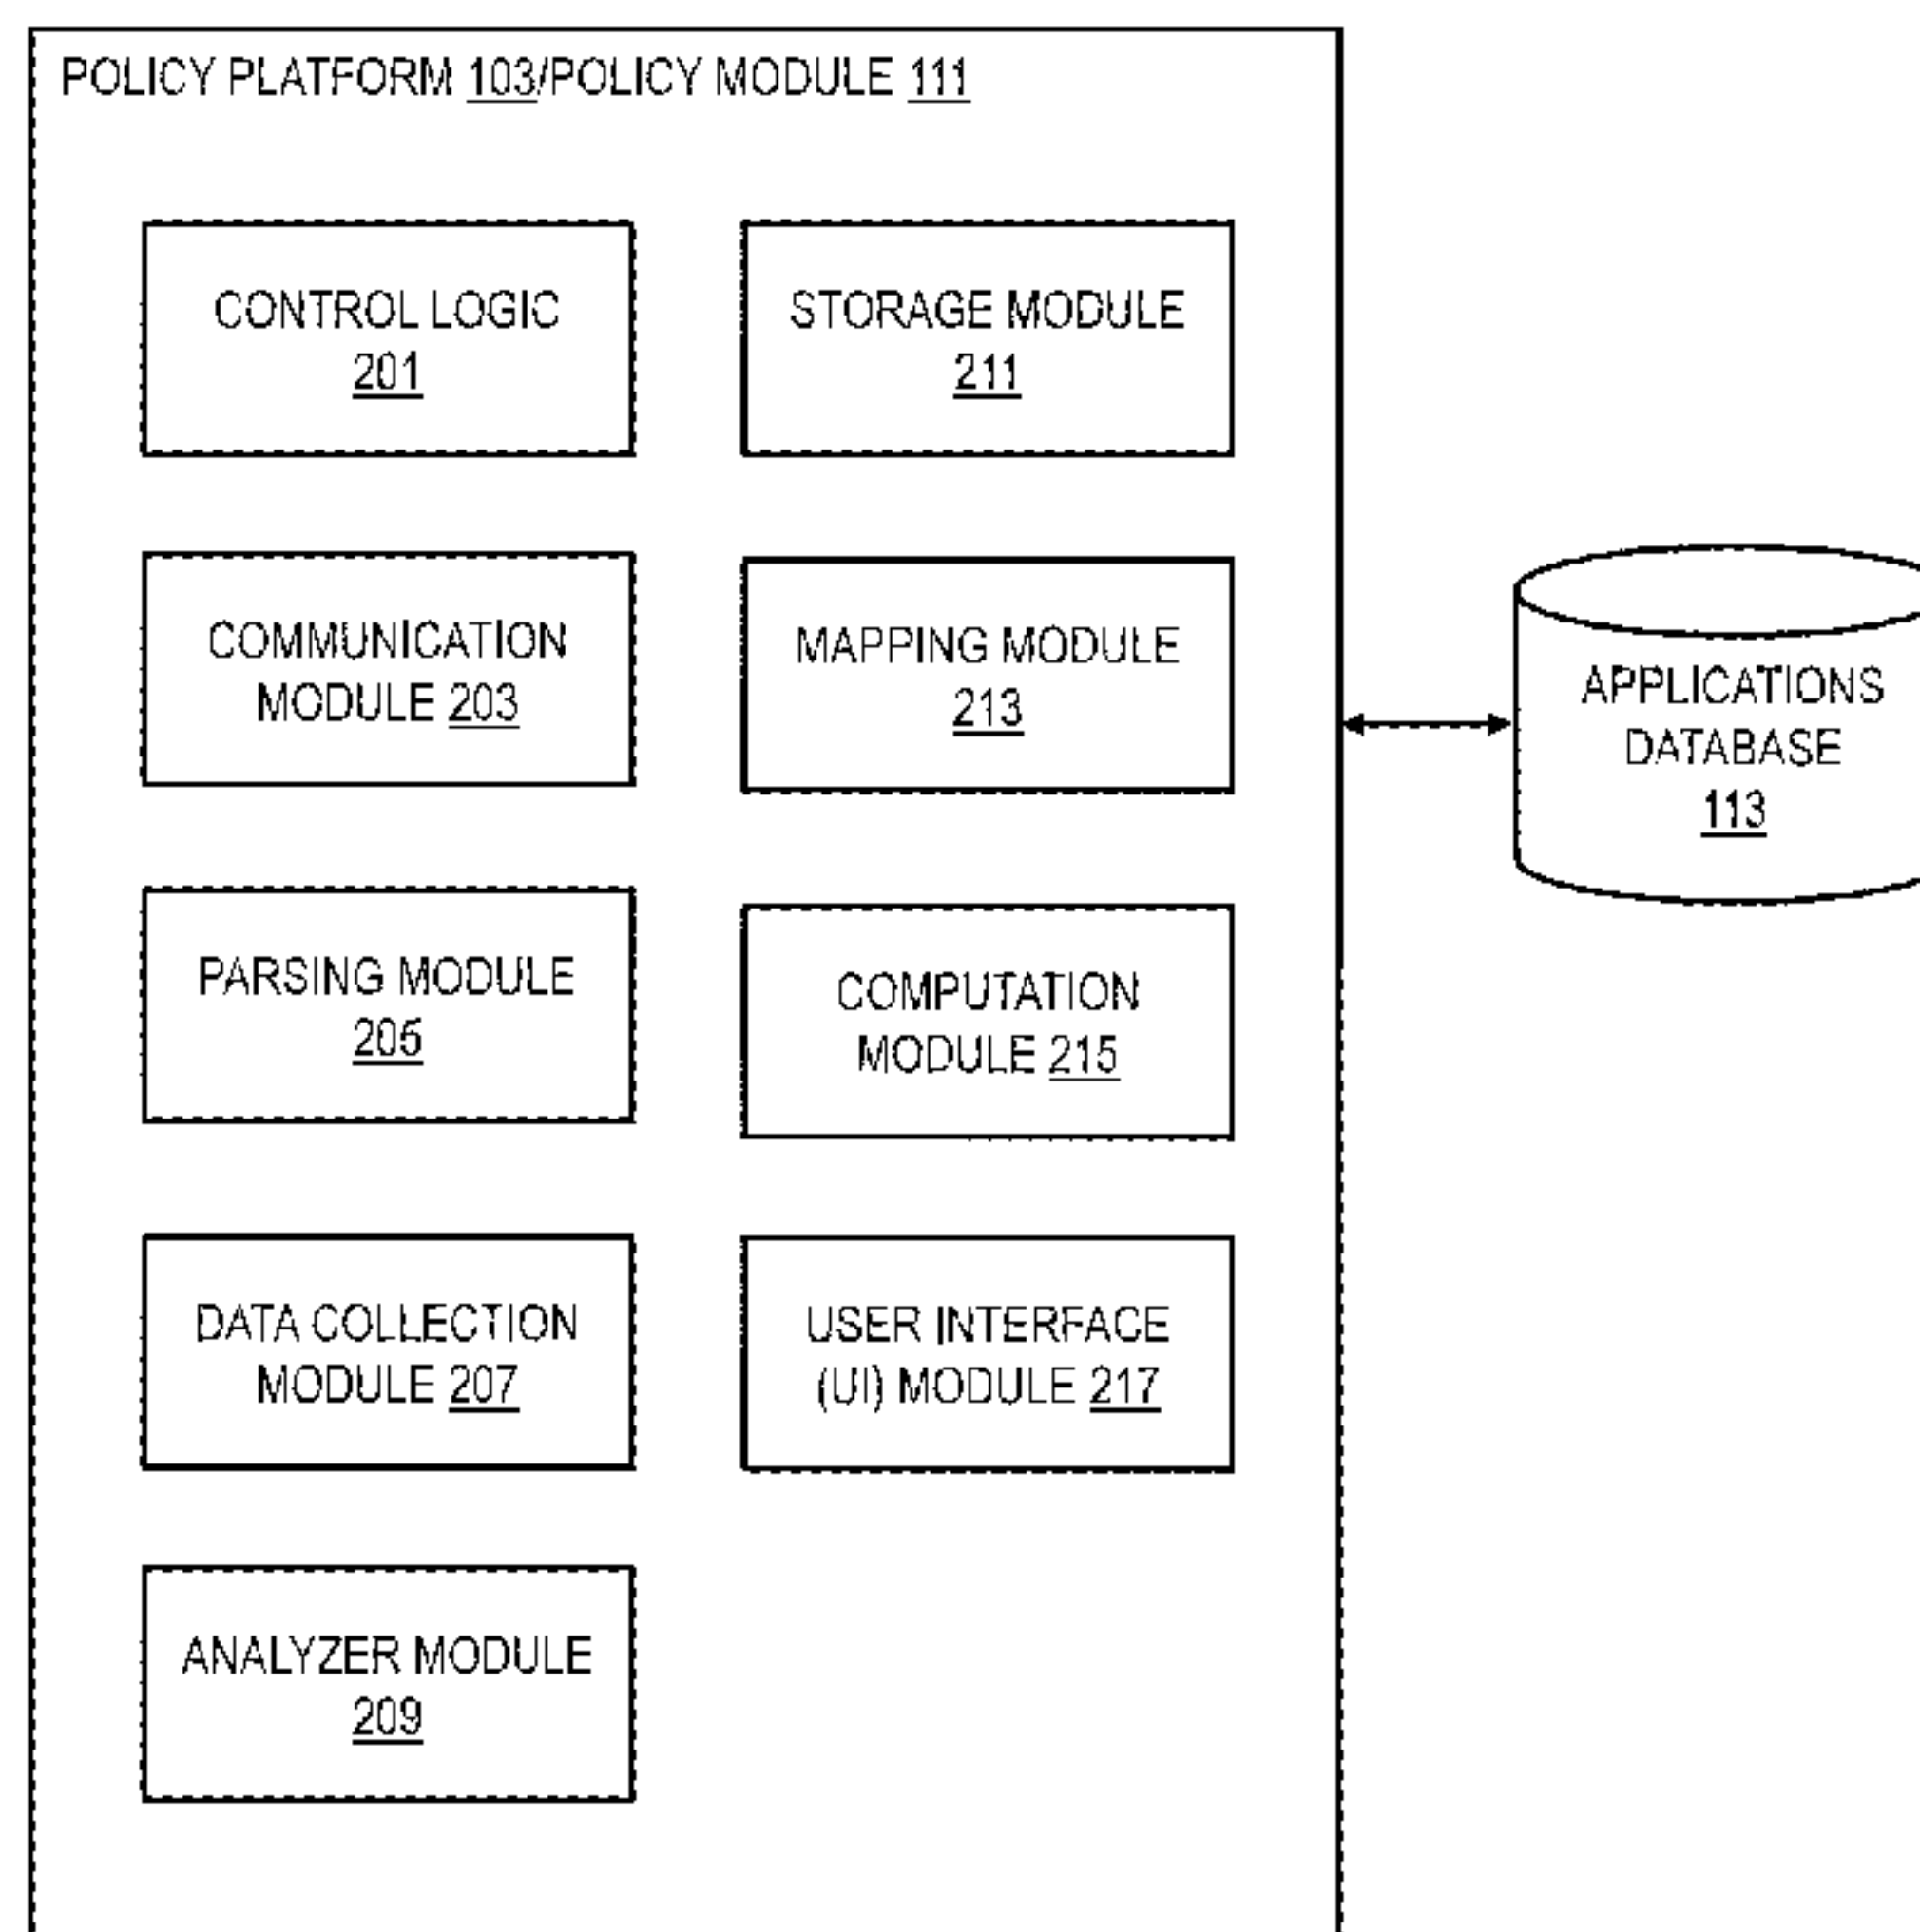 POLICY PLATFORM 103/POLICY MODULE 111
CONTROL LOGIC
201
STORAGE MODULE
211
COMMUNICATION
MODULE 203
MAPPING MODULE
213
APPLICATIONS
DATABASE
113
PARSING MODULE
205
COMPUTATION
MODULE 215
DATA COLLECTION
MODULE 207
USER INTERFACE
(UI) MODULE 217
ANALYZER MODULE
209